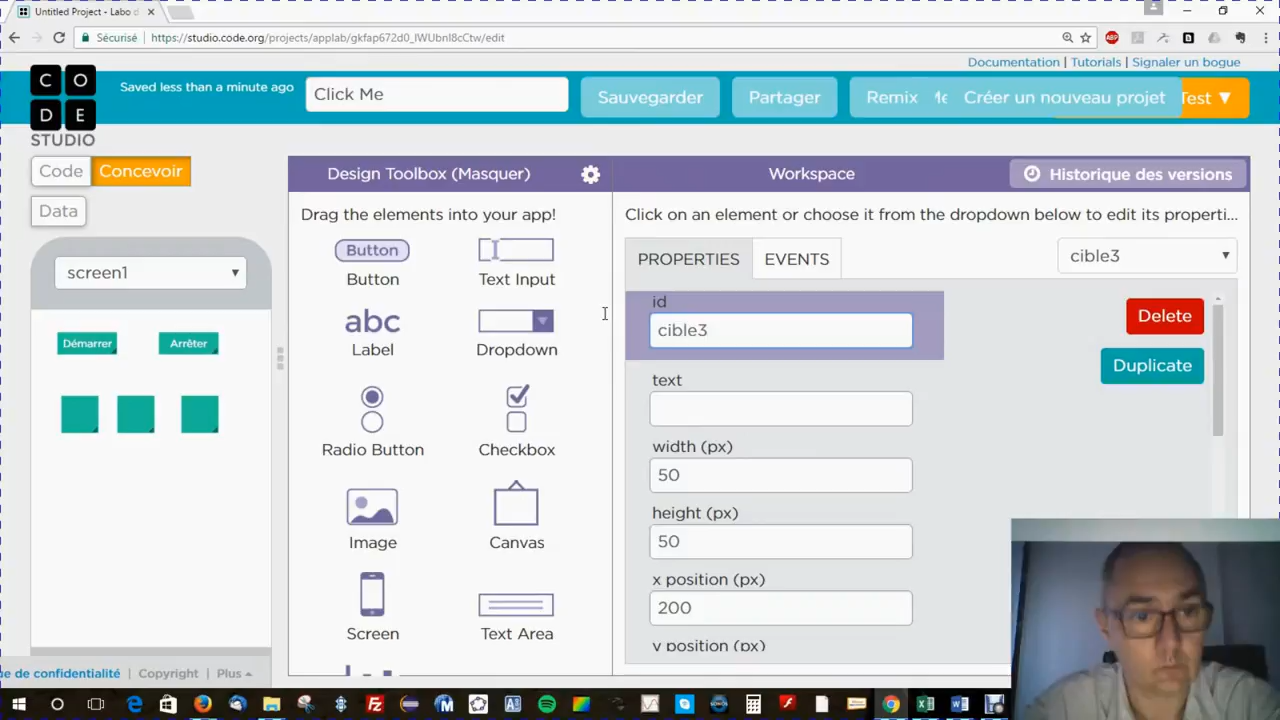 Untitled Project - Labo d
Sécurisé
https://studio.code.org/projects/applab/gkfap672d0_IWUbnI8cCtw/edit
ABP
Documentation | Tutorials | Signaler un bogue
C O
D E
STUDIO
Saved less than a minute ago
Click Me
Sauvegarder
Partager
Remix
Créer un nouveau projet
Test ▼
Code
Concevoir
Data
Design Toolbox (Masquer)
Workspace
Historique des versions
Drag the elements into your app!
Click on an element or choose it from the dropdown below to edit its properti...
screen1
Démarrer
Arrêter
Button
Button
Text Input
abc
Label
Dropdown
Radio Button
Checkbox
Image
Canvas
Screen
Text Area
PROPERTIES
EVENTS
cible3
id
cible3
Delete
Duplicate
text
width (px)
50
height (px)
50
x position (px)
200
y position (px)
ue de confidentialité | Copyright | Plus